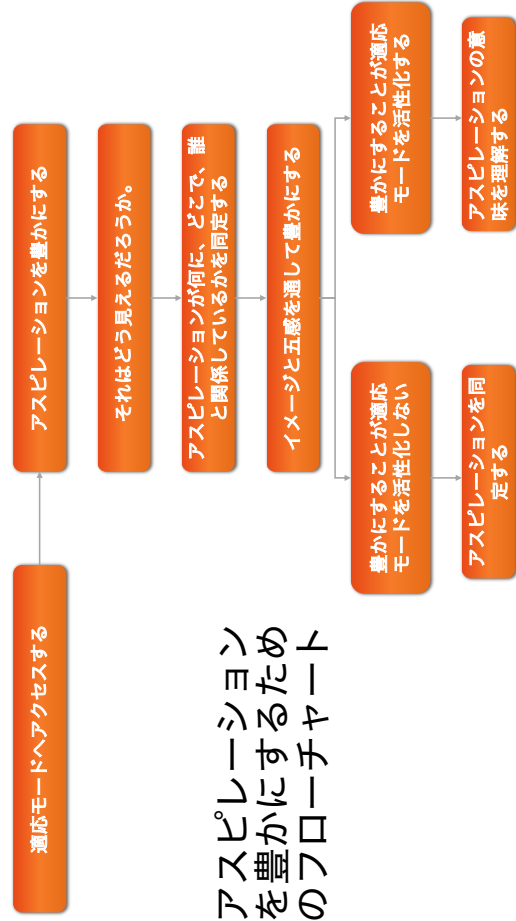 適応モードへアクセスする
アスピレーションを豊かにする
それはどう見えるだろうか。
アスピレーションが何に、どこで、誰
と関係しているかを同定する
イメージと五感を通して豊かにする
豊かにすることが適応
モードを活性化しない
アスピレーションを同
定する
豊かにすることが適応
モードを活性化する
アスピレーションの意
味を理解する
アスピレーション
を豊かにするため
のフローチャート